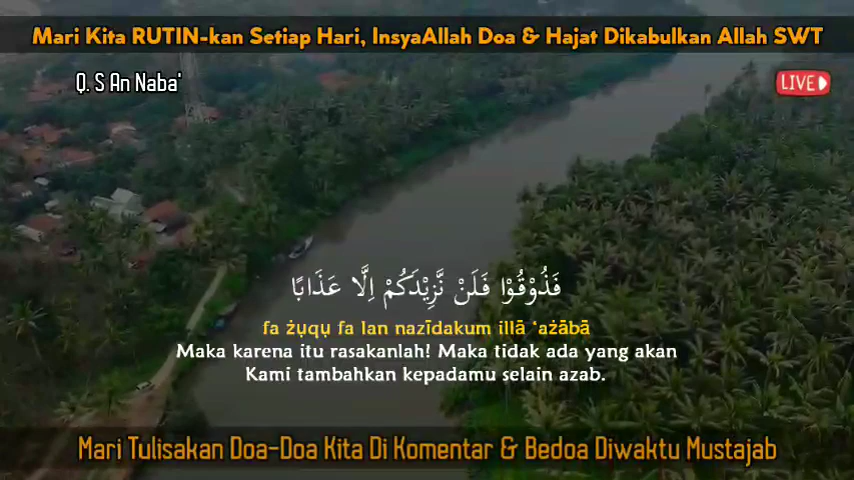 Mari Kita RUTIN-kan Setiap Hari, InsyaAllah Doa & Hajat Dikabulkan Allah SWT
Q. S An Naba'
LIVE
فَذُوْقُوْا فَلَنْ نَّزِيْدَكُمْ اِلَّا عَذَابًا
fa żụqụ fa lan nazīdakum illā 'ażābā
Maka karena itu rasakanlah! Maka tidak ada yang akan
Kami tambahkan kepadamu selain azab.
Mari Tulisakan Doa-Doa Kita Di Komentar & Bedoa Diwaktu Mustajab